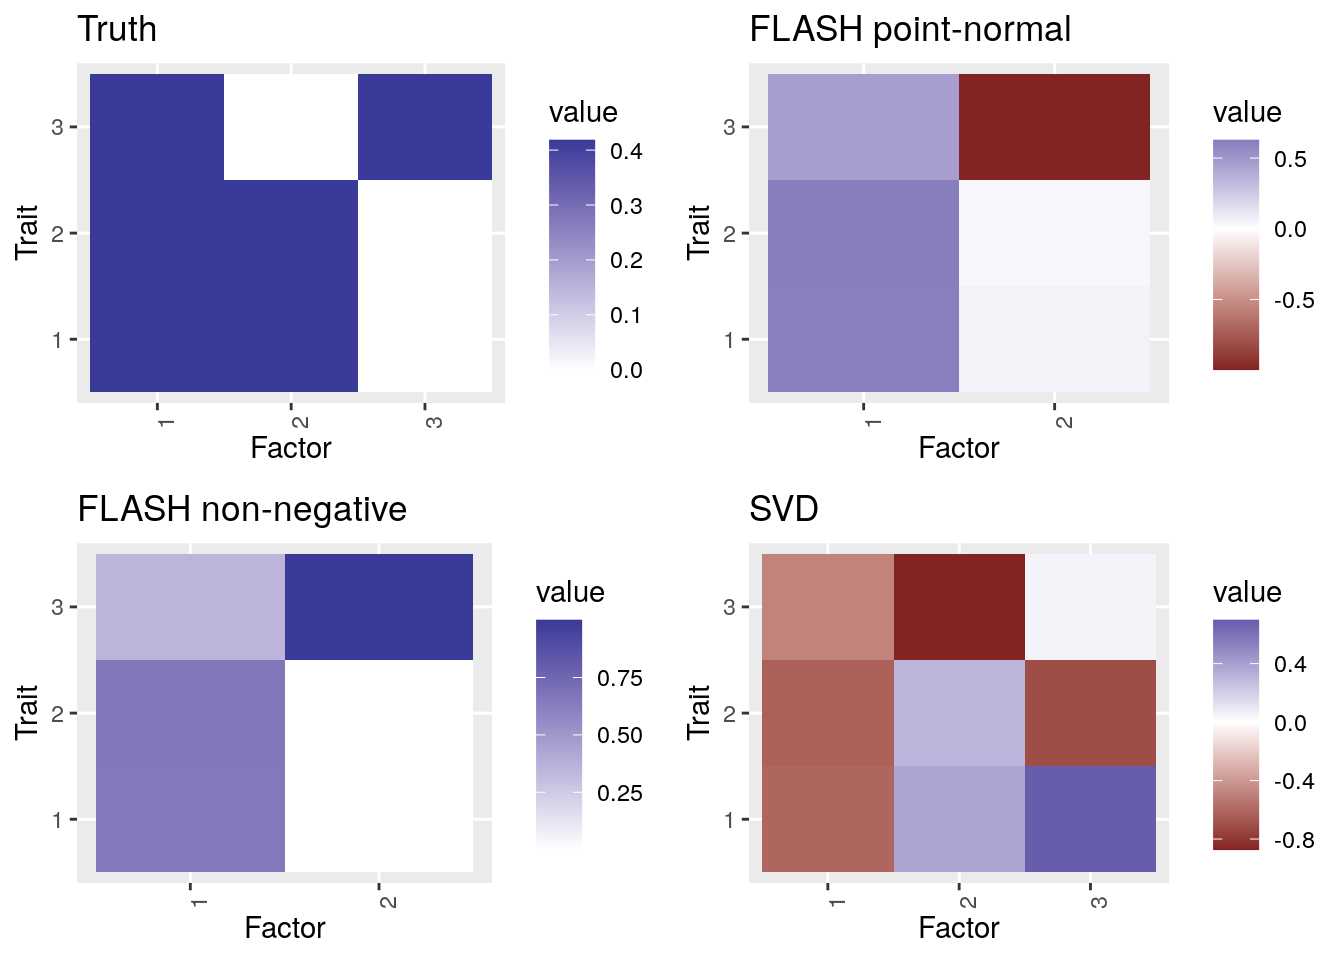 Truth
value
0.4
0.3
0.2
0.1
0.0
3
2
1
Trait
1
2
3
Factor
FLASH point-normal
value
0.5
0.0
-0.5
3
2
1
Trait
1
2
Factor
FLASH non-negative
value
0.75
0.50
0.25
3
2
1
Trait
1
2
Factor
SVD
value
0.4
0.0
-0.4
-0.8
3
2
1
Trait
1
2
3
Factor